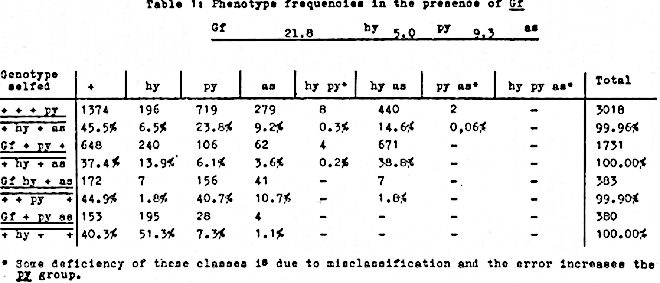 Table 1: Phenotype frequencies in the presence of Gf
Gf 21.8 hy 5.0 py 9.3 as
Genotype selfed + hy py as hy py* hy as py as* hy py as* Total
+ + + py 1374 196 719 279 8 440 2 – 3018
+ hy + as 45.5% 6.5% 23.8% 9.2% 0.3% 14.6% 0,06% – 99.96%
Gf + py + 648 240 106 62 4 671 – – 1731
+ hy + as 37.4% 13.9% 6.1% 3.6% 0.2% 38.8% – – 100.00%
Gf hy + as 172 7 156 41 – 7 – – 383
+ + py + 44.9% 1.8% 40.7% 10.7% – 1.8% – – 99.90%
Gf + py as 153 195 28 4 – – – – 380
+ hy + + 40.3% 51.3% 7.3% 1.1% – – – – 100.00%
* Some deficiency of these classes is due to misclassification and the error increases the
py group.